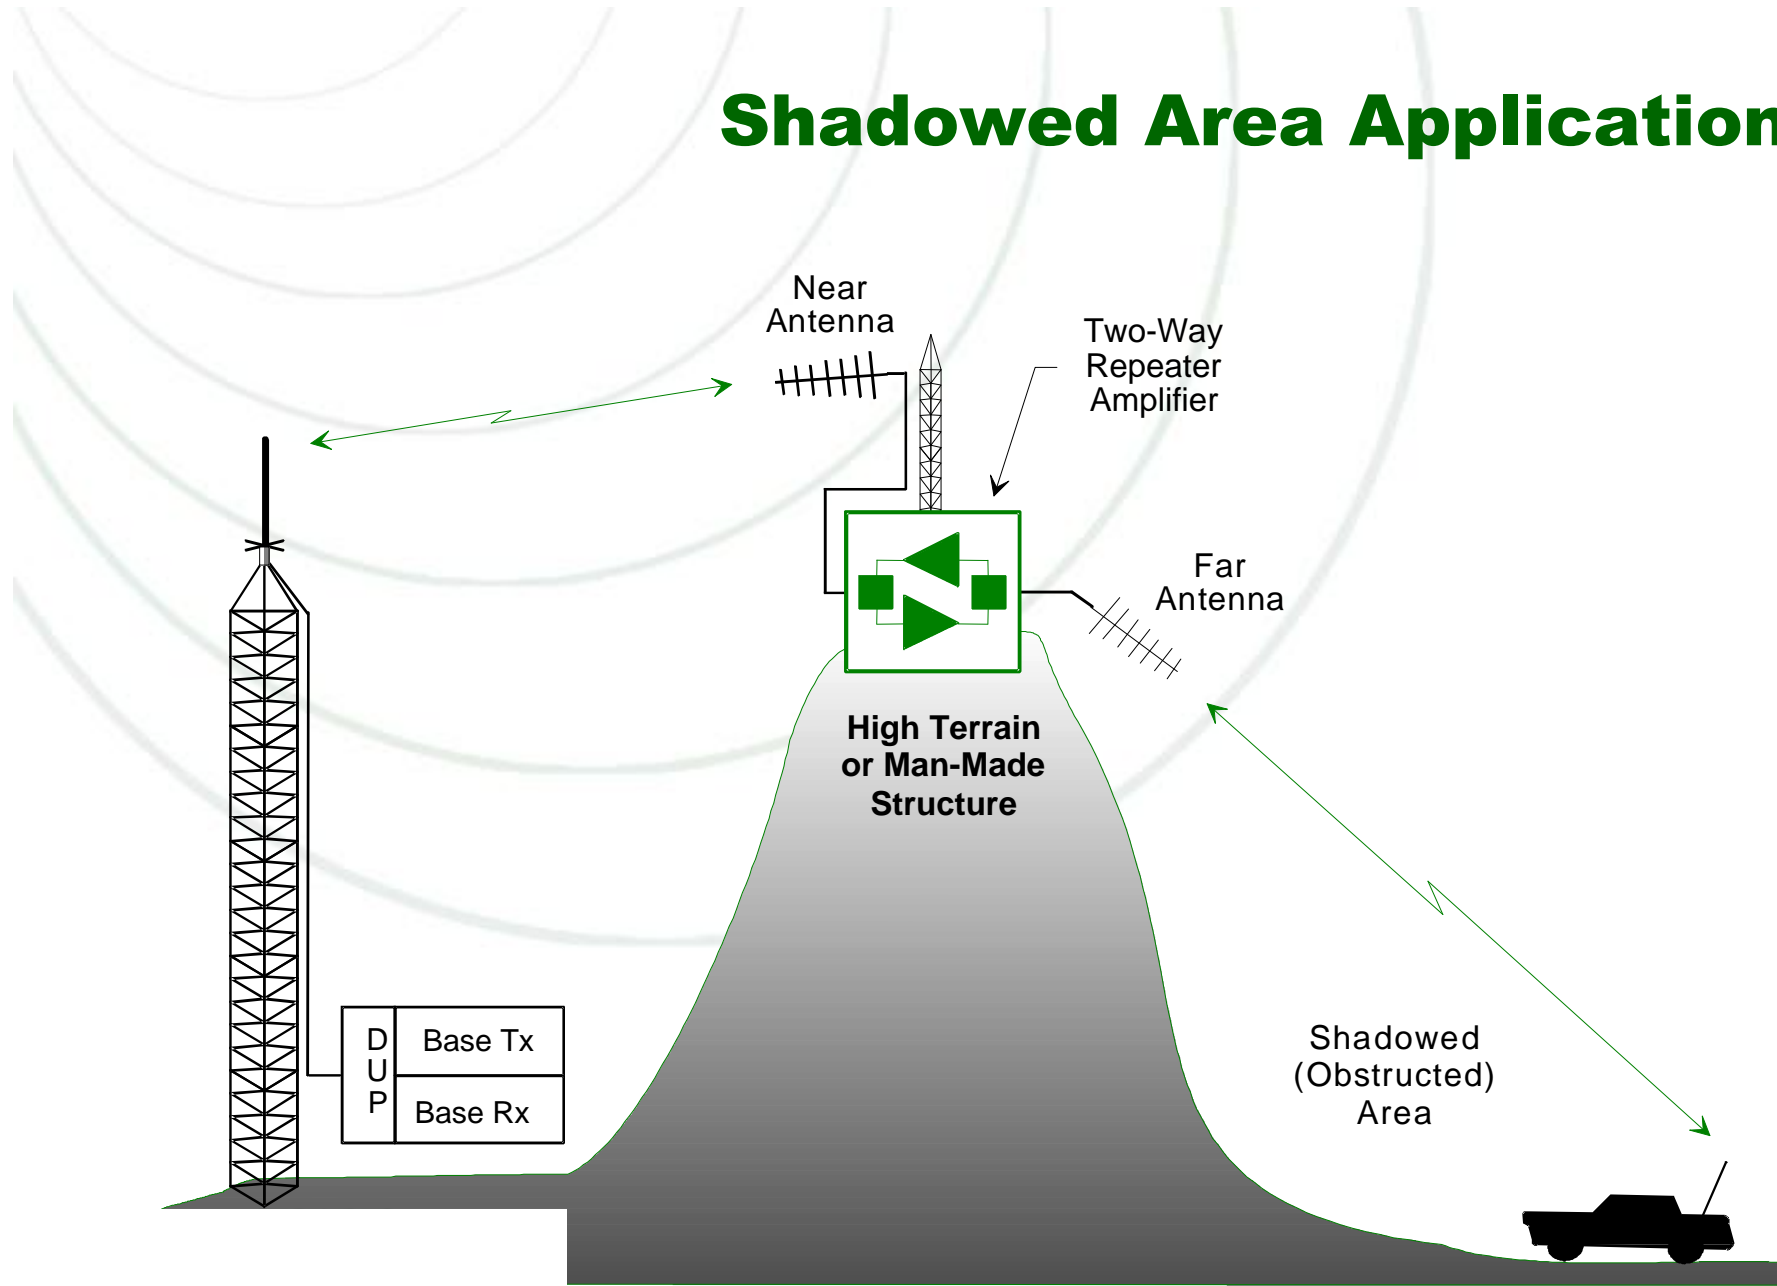 Shadowed Area Application
Near
Antenna
Two-Way
Repeater
Amplifier
Far
Antenna
High Terrain
or Man-Made
Structure
D
U
P
Base Tx
Base Rx
Shadowed
(Obstructed)
Area